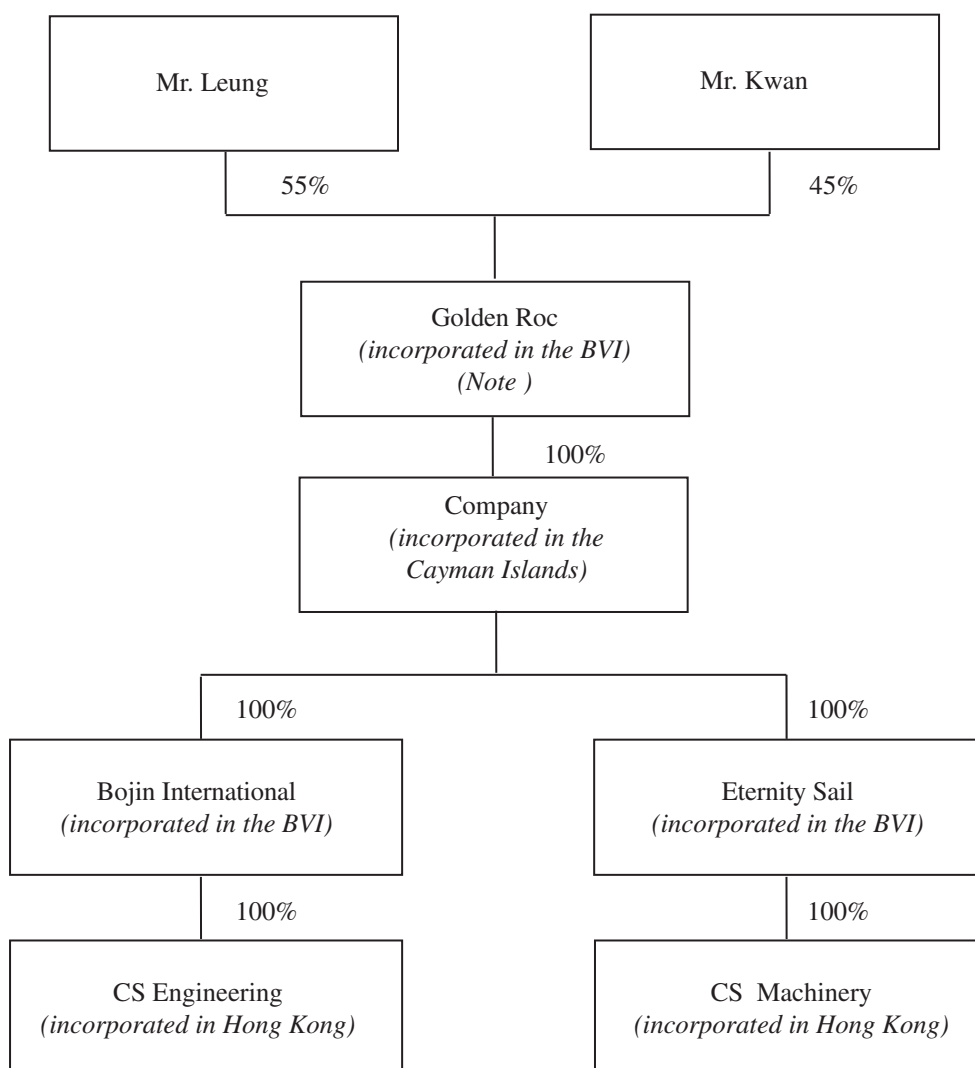 Mr. Leung
Mr. Kwan
55%
45%
Golden Roc
(incorporated in the BVI)
(Note )
100%
Company
(incorporated in the
Cayman Islands)
100%
100%
Bojin International
(incorporated in the BVI)
Eternity Sail
(incorporated in the BVI)
100%
100%
CS Engineering
(incorporated in Hong Kong)
CS Machinery
(incorporated in Hong Kong)